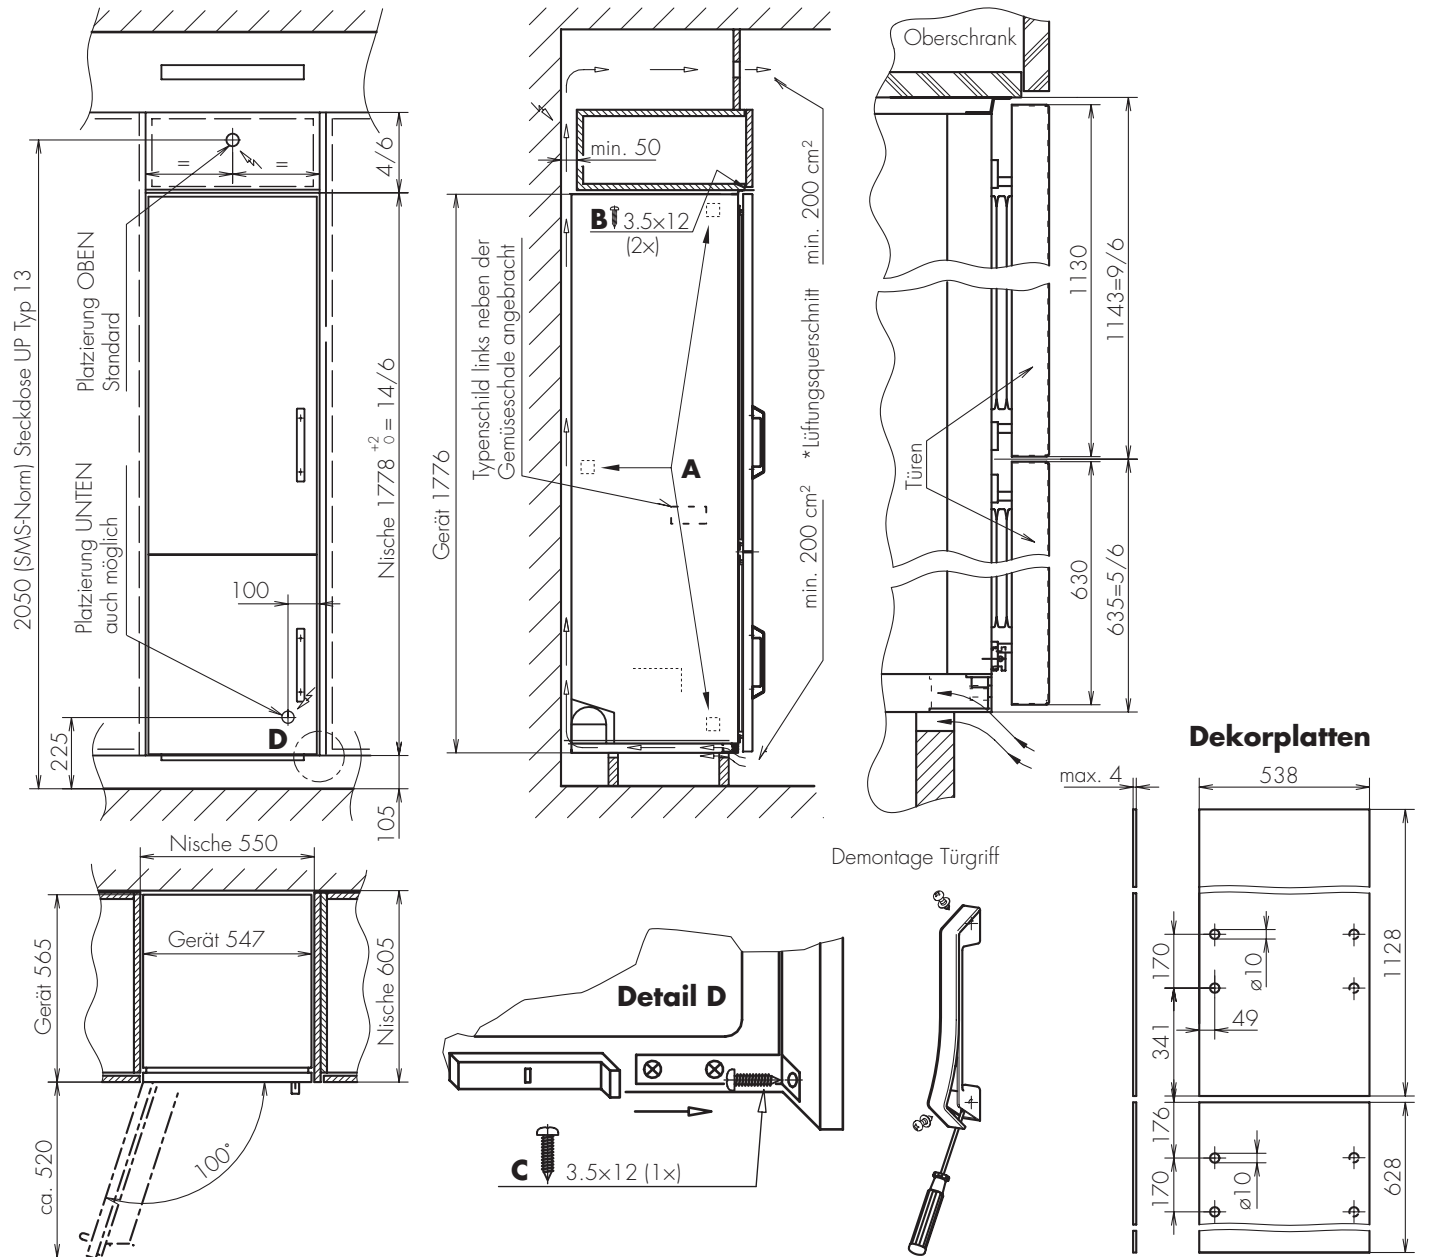 4/6
=
=
2050 (SMS-Norm) Steckdose UP Typ 13
Platzierung OBEN
Standard
Platzierung UNTEN
auch möglich
Nische 1778 +2 0 = 14/6
100
225
D
105
min. 50
B 3.5×12
(2×)
Typenschild links neben der
Gemüseschale angebracht
Gerät 1776
A
min. 200 cm²
*Lüftungsquerschnitt
min. 200 cm²
Oberschrank
1130
1143=9/6
Türen
630
635=5/6
Nische 550
Gerät 547
Gerät 565
Nische 605
ca. 520
100°
Detail D
C 3.5×12 (1×)
Demontage Türgriff
Dekorplatten
max. 4
538
170
ø10
1128
49
341
176
170
ø10
628